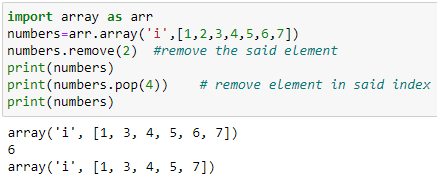 import array as arr
numbers=arr.array('i',[1,2,3,4,5,6,7])
numbers.remove(2)  #remove the said element
print(numbers)
print(numbers.pop(4))    # remove element in said index
print(numbers)
array('i', [1, 3, 4, 5, 6, 7])
6
array('i', [1, 3, 4, 5, 7])